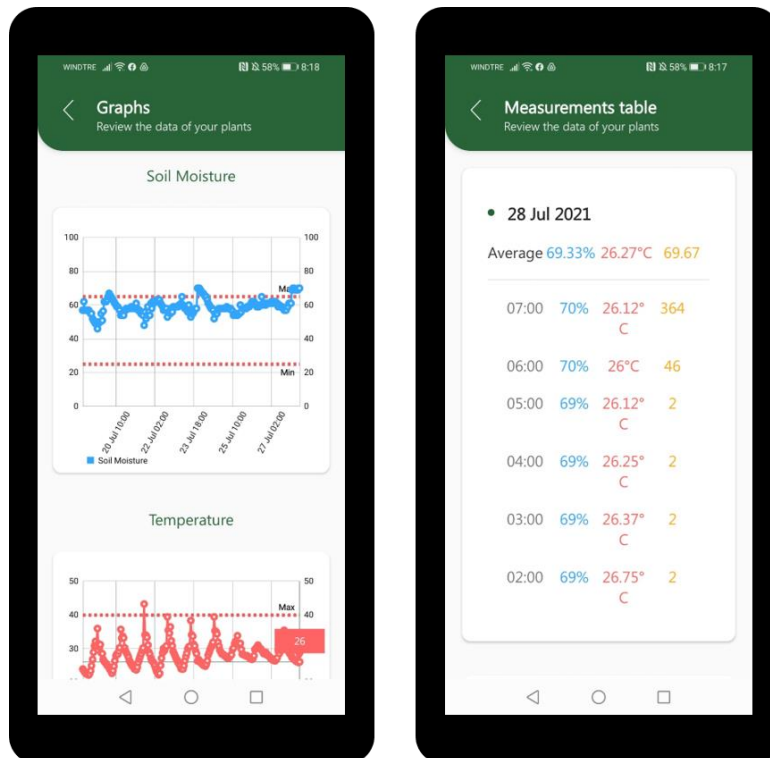 WINDTRE 58% 8:18
Graphs
Review the data of your plants
Soil Moisture
100 100
80 80
Max
60 60
40 40
20 Min 20
0 0
20 Jul 10:00 22 Jul 02:00 23 Jul 18:00 25 Jul 10:00 27 Jul 02:00
Soil Moisture
Temperature
50 50
Max
40 40
30 26
WINDTRE 58% 8:17
Measurements table
Review the data of your plants
28 Jul 2021
Average 69.33% 26.27°C 69.67
07:00 70% 26.12°
C 364
06:00 70% 26°C 46
05:00 69% 26.12°
C 2
04:00 69% 26.25°
C 2
03:00 69% 26.37°
C 2
02:00 69% 26.75°
C 2